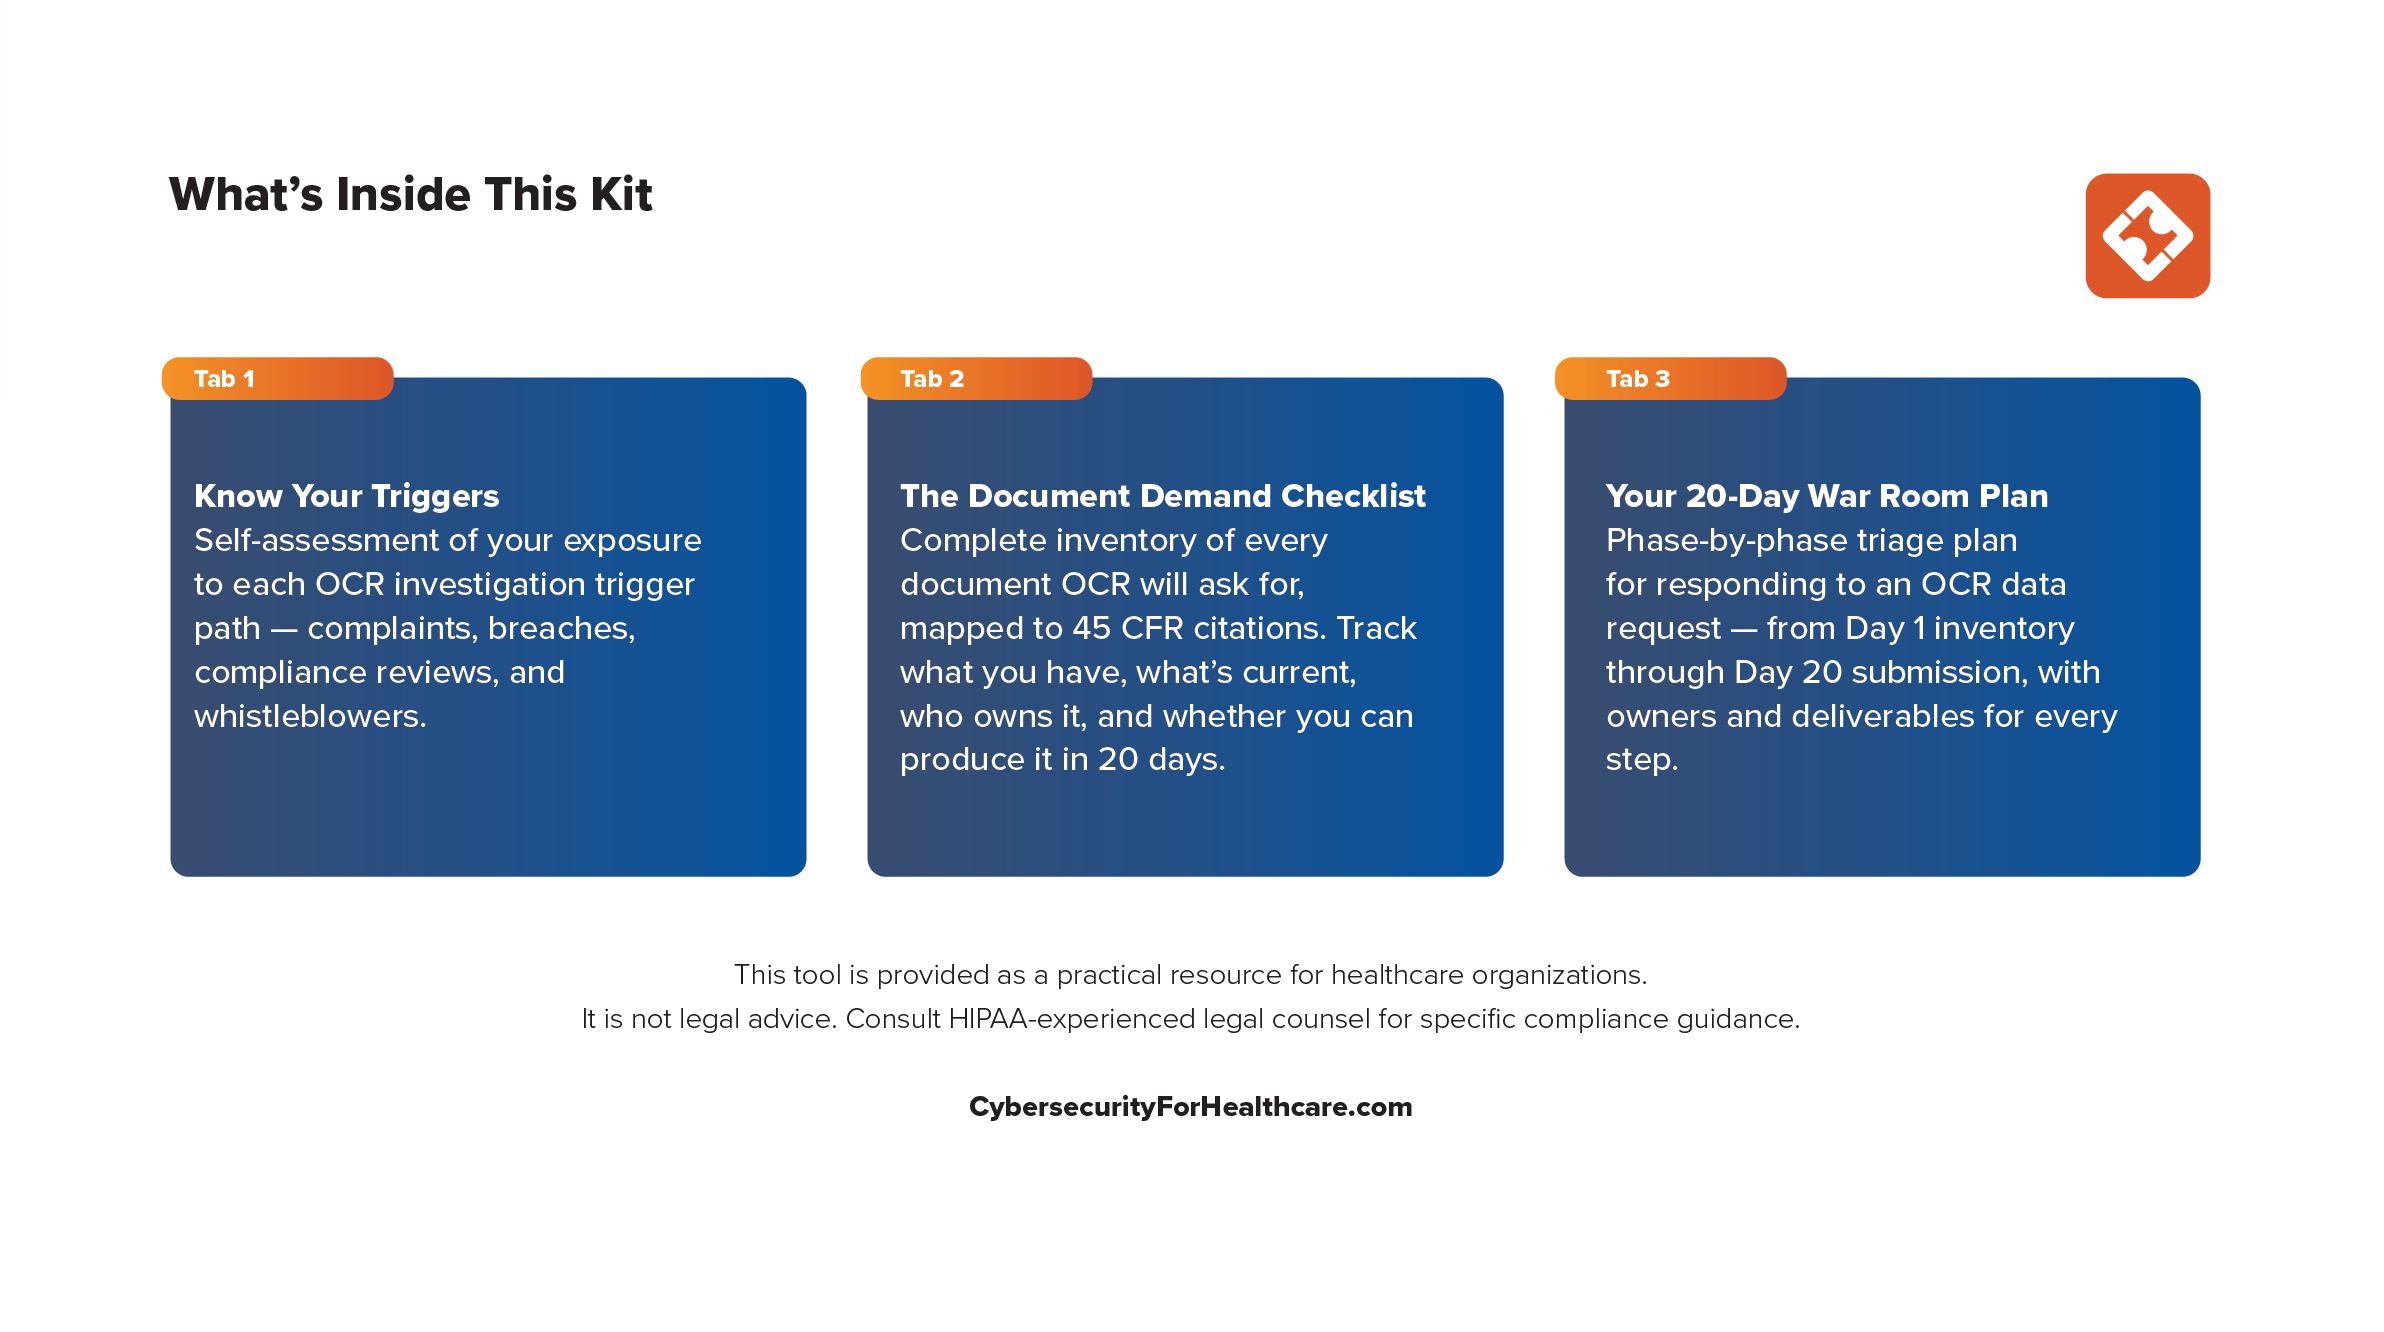 What’s Inside This Kit
Tab 1
Know Your Triggers
Self-assessment of your exposure
to each OCR investigation trigger
path — complaints, breaches,
compliance reviews, and
whistleblowers.
Tab 2
The Document Demand Checklist
Complete inventory of every
document OCR will ask for,
mapped to 45 CFR citations. Track
what you have, what’s current,
who owns it, and whether you can
produce it in 20 days.
Tab 3
Your 20-Day War Room Plan
Phase-by-phase triage plan
for responding to an OCR data
request — from Day 1 inventory
through Day 20 submission, with
owners and deliverables for every
step.
This tool is provided as a practical resource for healthcare organizations.
It is not legal advice. Consult HIPAA-experienced legal counsel for specific compliance guidance.
CybersecurityForHealthcare.com